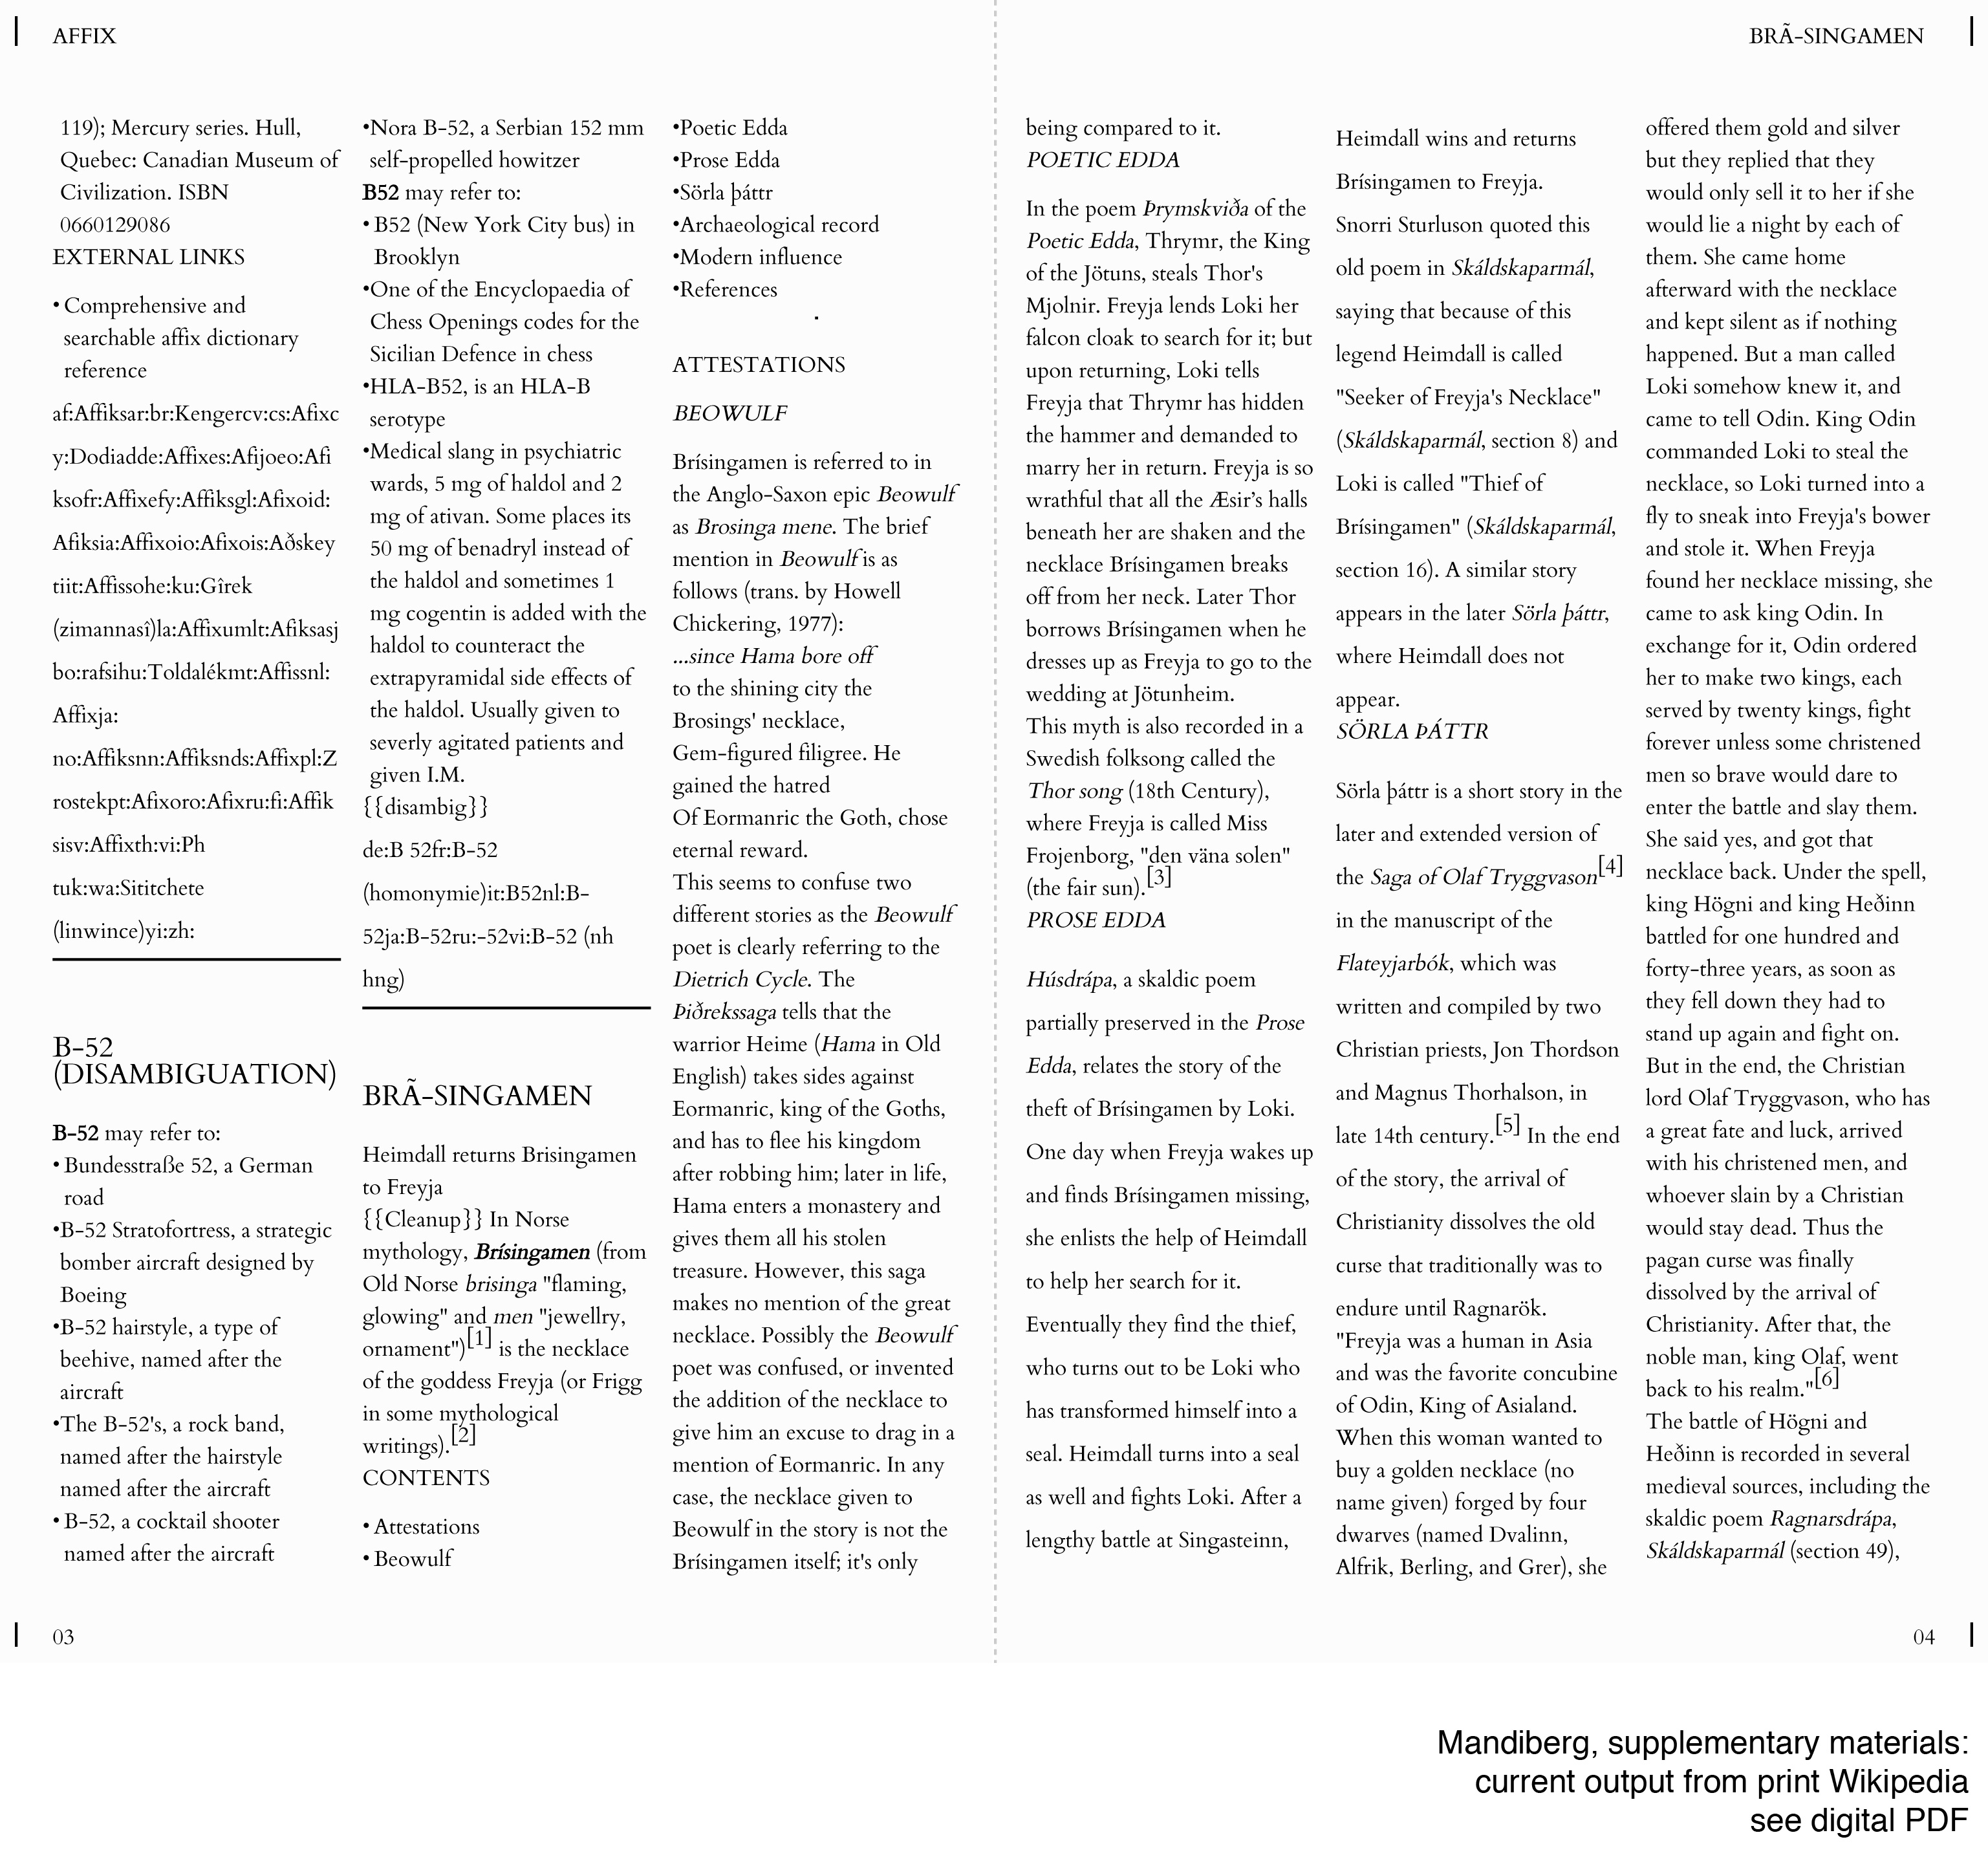 AFFIX
BRÃ-SINGAMEN
119); Mercury series. Hull,
Quebec: Canadian Museum of
Civilization. ISBN
0660129086
EXTERNAL LINKS
•Comprehensive and
searchable affix dictionary
reference
af:Affiksar:br:Kengercv:cs:Afixc
y:Dodiadde:Affixes:Afijoeo:Afi
ksofr:Affixefy:Affiksgl:Afixoid:
Afiksia:Affixoio:Afixois:Aðskey
tiit:Affissohe:ku:Gîrek
(zimannasî)la:Affixumlt:Afiksasj
bo:rafsihu:Toldalékmt:Affissnl:
Affixja:
no:Affiksnn:Affiksnds:Affixpl:Z
rostekpt:Afixoro:Afixru:fi:Affik
sisv:Affixth:vi:Ph
tuk:wa:Sititchete
(linwince)yi:zh:
B-52
(DISAMBIGUATION)
B-52 may refer to:
•Bundesstraße 52, a German
road
•B-52 Stratofortress, a strategic
bomber aircraft designed by
Boeing
•B-52 hairstyle, a type of
beehive, named after the
aircraft
•The B-52's, a rock band,
named after the hairstyle
named after the aircraft
•B-52, a cocktail shooter
named after the aircraft
•Nora B-52, a Serbian 152 mm
self-propelled howitzer
B52 may refer to:
•B52 (New York City bus) in
Brooklyn
•One of the Encyclopaedia of
Chess Openings codes for the
Sicilian Defence in chess
•HLA-B52, is an HLA-B
serotype
•Medical slang in psychiatric
wards, 5 mg of haldol and 2
mg of ativan. Some places its
50 mg of benadryl instead of
the haldol and sometimes 1
mg cogentin is added with the
haldol to counteract the
extrapyramidal side effects of
the haldol. Usually given to
severly agitated patients and
given I.M.
{{disambig}}
de:B 52fr:B-52
(homonymie)it:B52nl:B-
52ja:B-52ru:-52vi:B-52 (nh
hng)
BRÃ-SINGAMEN
Heimdall returns Brisingamen
to Freyja
{{Cleanup}} In Norse
mythology, Brísingamen (from
Old Norse brisinga "flaming,
glowing" and men "jewellry,
ornament")[1] is the necklace
of the goddess Freyja (or Frigg
in some mythological
writings).[2]
CONTENTS
•Attestations
•Beowulf
•Poetic Edda
•Prose Edda
•Sörla þáttr
•Archaeological record
•Modern influence
•References
.
ATTESTATIONS
BEOWULF
Brísingamen is referred to in
the Anglo-Saxon epic Beowulf
as Brosinga mene. The brief
mention in Beowulf is as
follows (trans. by Howell
Chickering, 1977):
...since Hama bore off
to the shining city the
Brosings' necklace,
Gem-figured filigree. He
gained the hatred
Of Eormanric the Goth, chose
eternal reward.
This seems to confuse two
different stories as the Beowulf
poet is clearly referring to the
Dietrich Cycle. The
Þiðrekssaga tells that the
warrior Heime (Hama in Old
English) takes sides against
Eormanric, king of the Goths,
and has to flee his kingdom
after robbing him; later in life,
Hama enters a monastery and
gives them all his stolen
treasure. However, this saga
makes no mention of the great
necklace. Possibly the Beowulf
poet was confused, or invented
the addition of the necklace to
give him an excuse to drag in a
mention of Eormanric. In any
case, the necklace given to
Beowulf in the story is not the
Brísingamen itself; it's only
being compared to it.
POETIC EDDA
In the poem Þrymskviða of the
Poetic Edda, Thrymr, the King
of the Jötuns, steals Thor's
Mjolnir. Freyja lends Loki her
falcon cloak to search for it; but
upon returning, Loki tells
Freyja that Thrymr has hidden
the hammer and demanded to
marry her in return. Freyja is so
wrathful that all the Æsir’s halls
beneath her are shaken and the
necklace Brísingamen breaks
off from her neck. Later Thor
borrows Brísingamen when he
dresses up as Freyja to go to the
wedding at Jötunheim.
This myth is also recorded in a
Swedish folksong called the
Thor song (18th Century),
where Freyja is called Miss
Frojenborg, "den väna solen"
(the fair sun).[3]
PROSE EDDA
Húsdrápa, a skaldic poem
partially preserved in the Prose
Edda, relates the story of the
theft of Brísingamen by Loki.
One day when Freyja wakes up
and finds Brísingamen missing,
she enlists the help of Heimdall
to help her search for it.
Eventually they find the thief,
who turns out to be Loki who
has transformed himself into a
seal. Heimdall turns into a seal
as well and fights Loki. After a
lengthy battle at Singasteinn,
Heimdall wins and returns
Brísingamen to Freyja.
Snorri Sturluson quoted this
old poem in Skáldskaparmál,
saying that because of this
legend Heimdall is called
"Seeker of Freyja's Necklace"
(Skáldskaparmál, section 8) and
Loki is called "Thief of
Brísingamen" (Skáldskaparmál,
section 16). A similar story
appears in the later Sörla þáttr,
where Heimdall does not
appear.
SÖRLA ÞÁTTR
Sörla þáttr is a short story in the
later and extended version of
the Saga of Olaf Tryggvason[4]
in the manuscript of the
Flateyjarbók, which was
written and compiled by two
Christian priests, Jon Thordson
and Magnus Thorhalson, in
late 14th century.[5] In the end
of the story, the arrival of
Christianity dissolves the old
curse that traditionally was to
endure until Ragnarök.
"Freyja was a human in Asia
and was the favorite concubine
of Odin, King of Asialand.
When this woman wanted to
buy a golden necklace (no
name given) forged by four
dwarves (named Dvalinn,
Alfrik, Berling, and Grer), she
offered them gold and silver
but they replied that they
would only sell it to her if she
would lie a night by each of
them. She came home
afterward with the necklace
and kept silent as if nothing
happened. But a man called
Loki somehow knew it, and
came to tell Odin. King Odin
commanded Loki to steal the
necklace, so Loki turned into a
fly to sneak into Freyja's bower
and stole it. When Freyja
found her necklace missing, she
came to ask king Odin. In
exchange for it, Odin ordered
her to make two kings, each
served by twenty kings, fight
forever unless some christened
men so brave would dare to
enter the battle and slay them.
She said yes, and got that
necklace back. Under the spell,
king Högni and king Heðinn
battled for one hundred and
forty-three years, as soon as
they fell down they had to
stand up again and fight on.
But in the end, the Christian
lord Olaf Tryggvason, who has
a great fate and luck, arrived
with his christened men, and
whoever slain by a Christian
would stay dead. Thus the
pagan curse was finally
dissolved by the arrival of
Christianity. After that, the
noble man, king Olaf, went
back to his realm."[6]
The battle of Högni and
Heðinn is recorded in several
medieval sources, including the
skaldic poem Ragnarsdrápa,
Skáldskaparmál (section 49),
03
04
Mandiberg, supplementary materials:
current output from print Wikipedia
see digital PDF